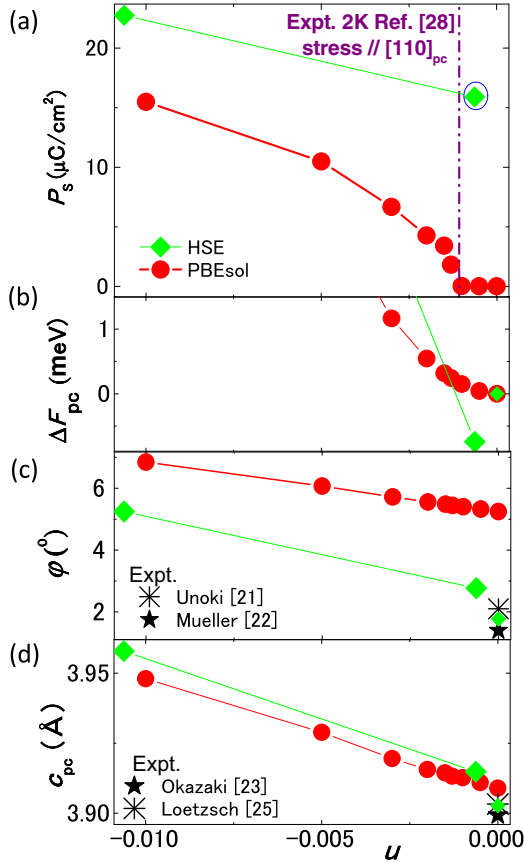 (a)
20
10
0
Pₛ(μC/cm²)
Expt. 2K Ref. [28]
stress // [110]pc
HSE
PBEsol
(b)
1
0
ΔFpc (meV)
(c)
6
4
2
φ(°)
Expt.
Unoki [21]
Mueller [22]
(d)
3.95
3.90
cpc (Å)
Expt.
Okazaki [23]
Loetzsch [25]
-0.010
-0.005
0.000
u